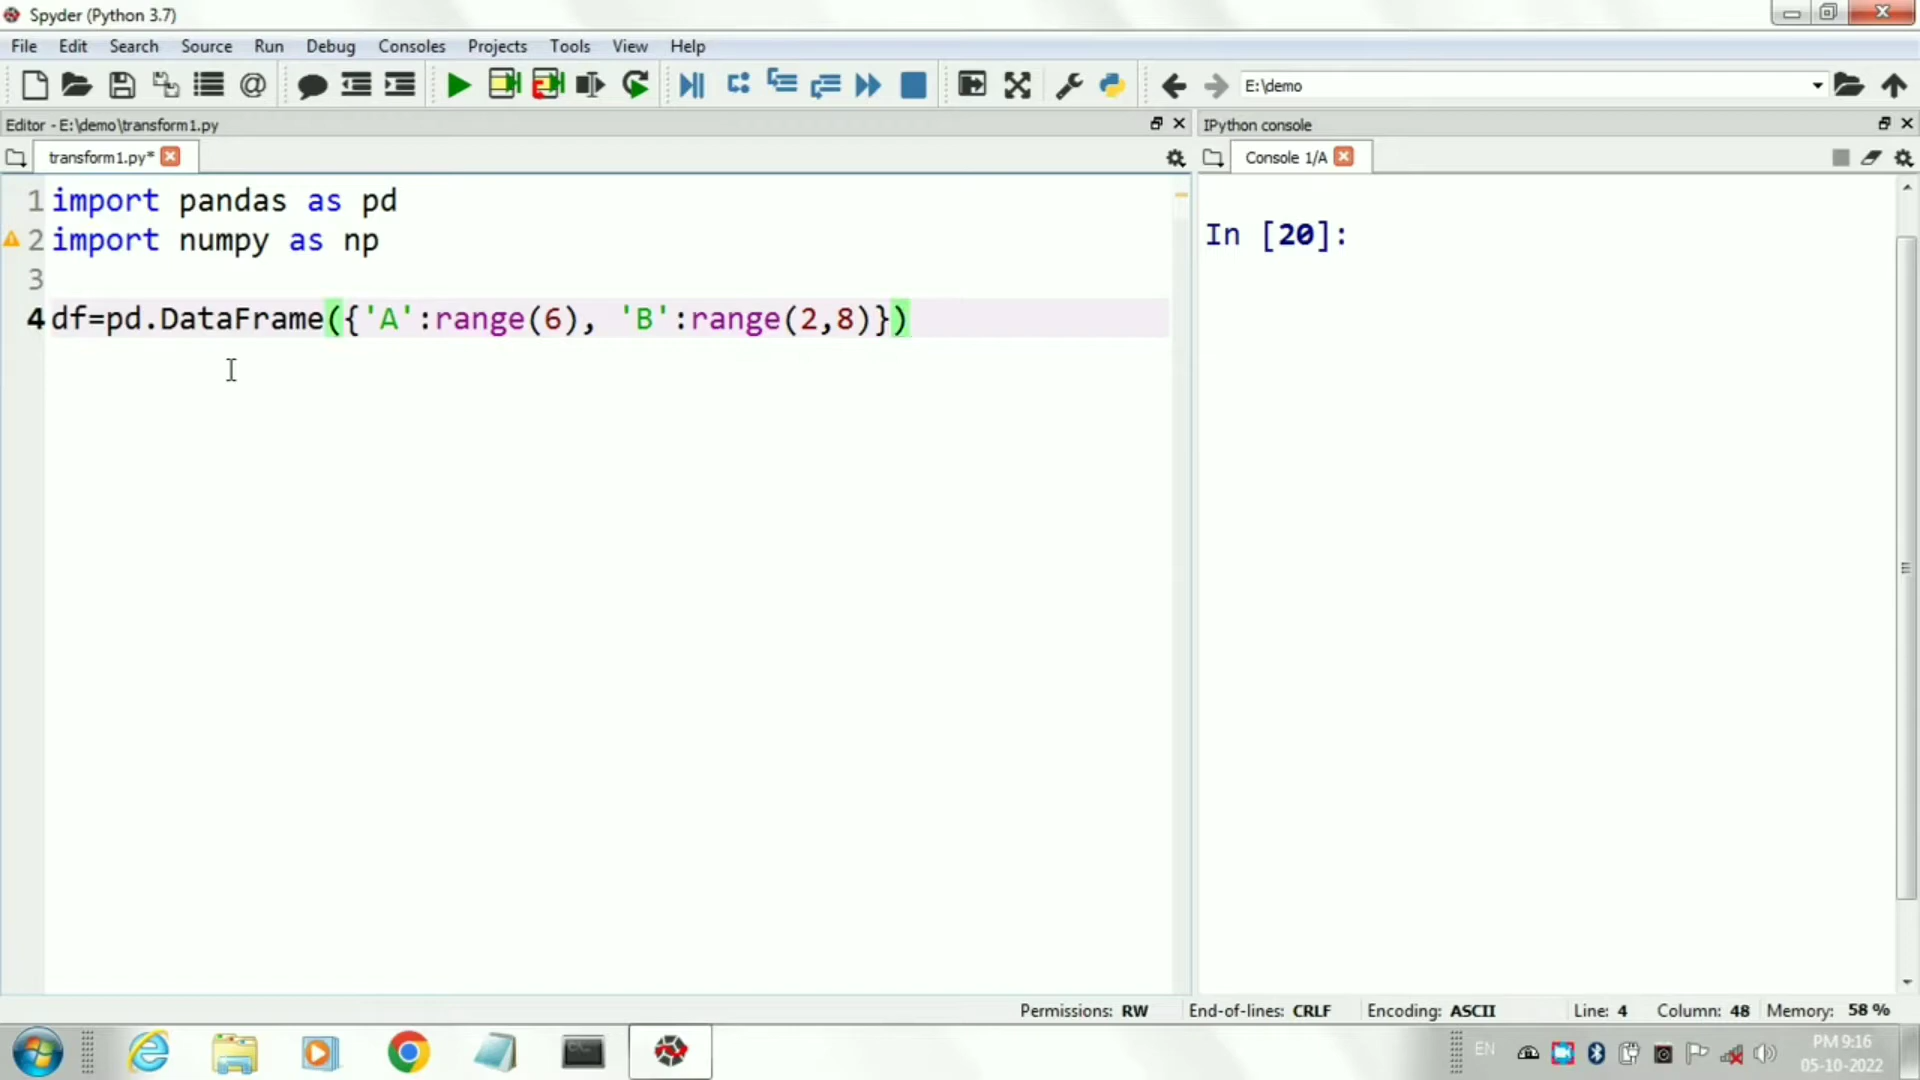 Spyder (Python 3.7)
File Edit Search Source Run Debug Consoles Projects Tools View Help
E:\demo
Editor - E:\demo\transform1.py
IPython console
transform1.py*
Console 1/A
1 import pandas as pd
2 import numpy as np
3
4 df=pd.DataFrame({'A':range(6), 'B':range(2,8)})
In [20]:
Permissions: RW End-of-lines: CRLF Encoding: ASCII Line: 4 Column: 48 Memory: 58 %
EN
PM 9:16
05-10-2022